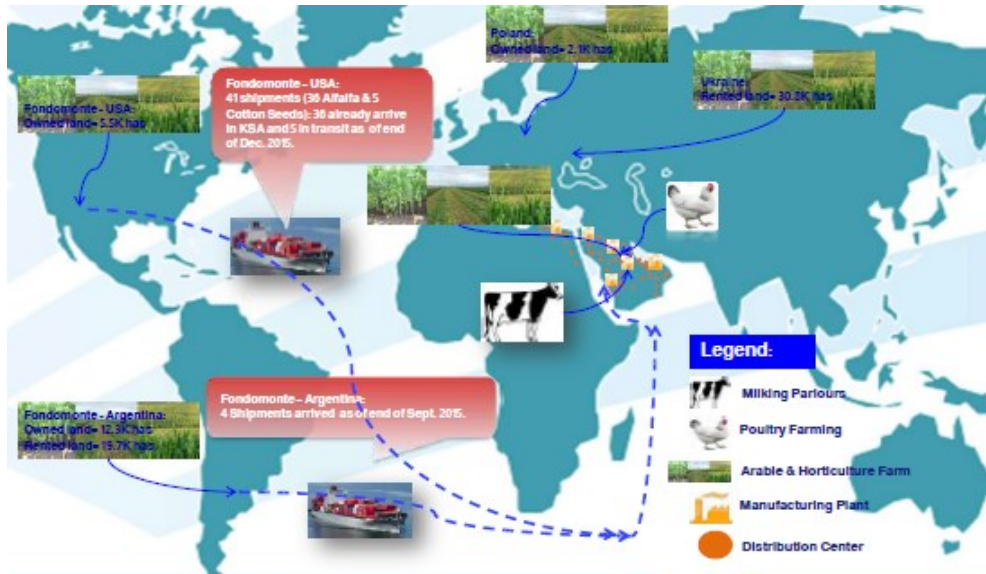 Poland:
Owned land= 2.1K has
Fondomonte - USA:
Owned land= 5.5K has
Fondomonte - USA:
41 shipments (36 Alfalfa & 5
Cotton Seeds): 36 already arrive
in KSA and 5 in transit as of end
of Dec. 2015.
Ukraine:
Rented land= 30.8K has
Fondomonte - Argentina:
Owned land= 12.3K has
Rented land= 19.7K has
Fondomonte - Argentina:
4 Shipments arrived as of end of Sept. 2015.
Legend:
Milking Parlours
Poultry Farming
Arable & Horticulture Farm
Manufacturing Plant
Distribution Center